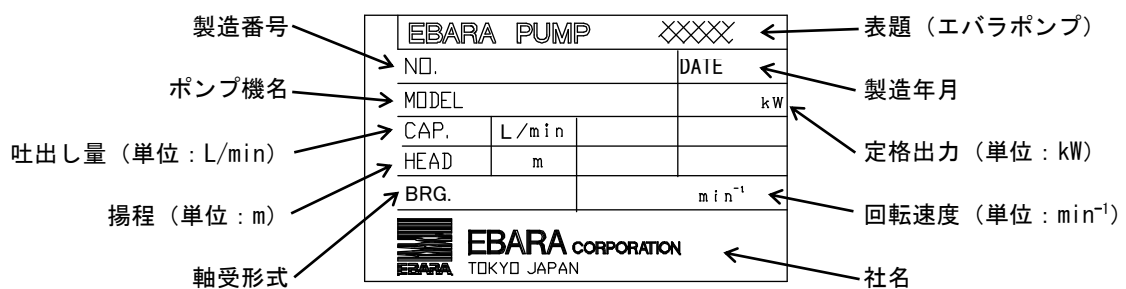 製造番号
ポンプ機名
吐出し量（単位：L/min）
揚程（単位：m）
軸受形式
EBARA PUMP XXXXX
NO. DATE
MODEL kW
CAP. L/min
HEAD m
BRG. min⁻¹
EBARA EBARA CORPORATION
TOKYO JAPAN
表題（エバラポンプ）
製造年月
定格出力（単位：kW）
回転速度（単位：min⁻¹）
社名